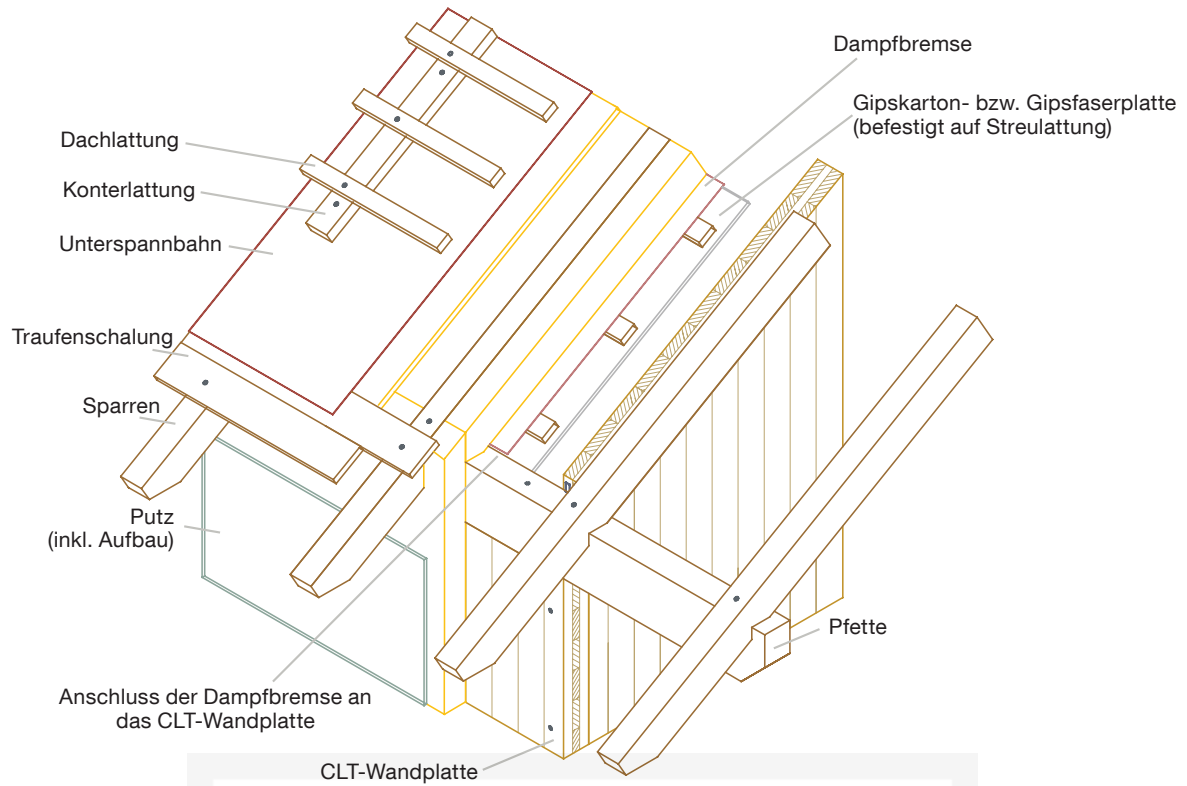 Dampfbremse
Gipskarton- bzw. Gipsfaserplatte
(befestigt auf Streulattung)
Dachlattung
Konterlattung
Unterspannbahn
Traufenschalung
Sparren
Putz
(inkl. Aufbau)
Pfette
Anschluss der Dampfbremse an
das CLT-Wandplatte
CLT-Wandplatte